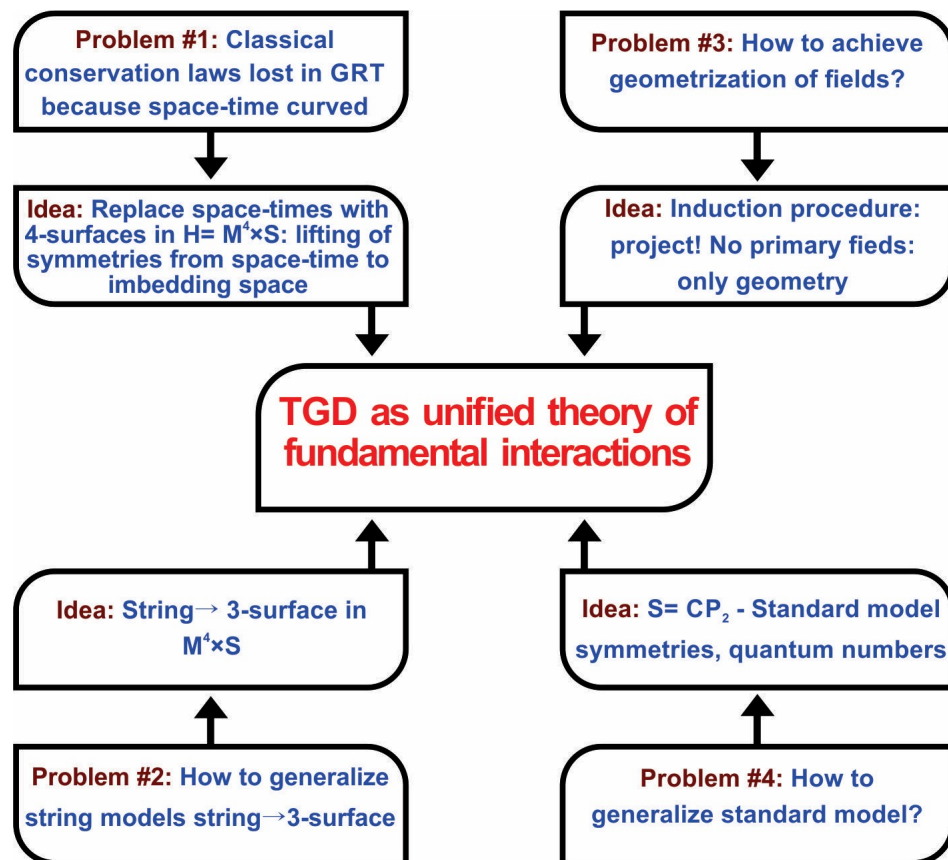 Problem #1: Classical
conservation laws lost in GRT
because space-time curved
Problem #3: How to achieve
geometrization of fields?
Idea: Replace space-times with
4-surfaces in H= M⁴×S: lifting of
symmetries from space-time to
imbedding space
Idea: Induction procedure:
project! No primary fieds:
only geometry
TGD as unified theory of
fundamental interactions
Idea: String→ 3-surface in
M⁴×S
Idea: S= CP₂ - Standard model
symmetries, quantum numbers
Problem #2: How to generalize
string models string→3-surface
Problem #4: How to
generalize standard model?